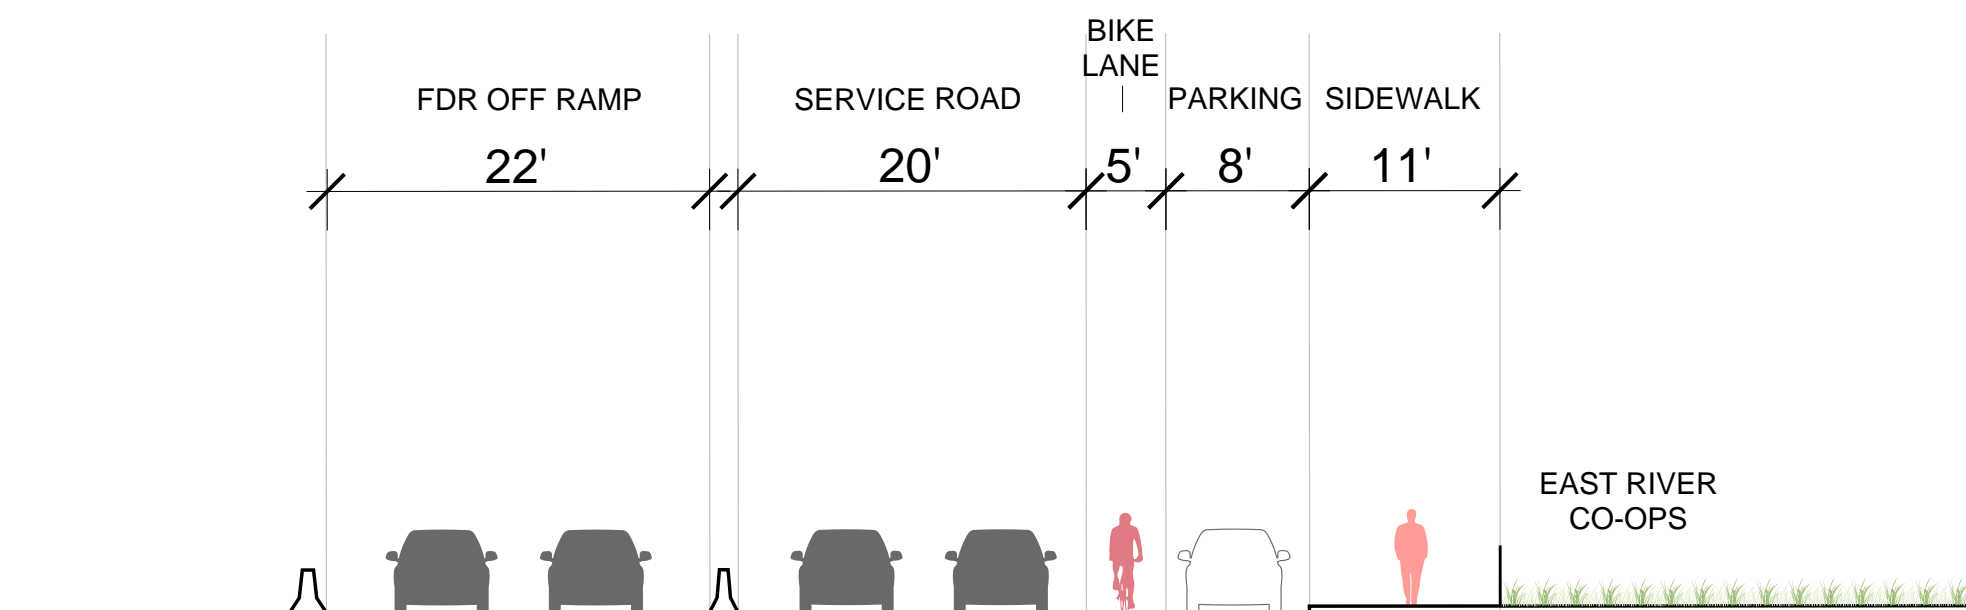 BIKE
LANE
FDR OFF RAMP
SERVICE ROAD
PARKING
SIDEWALK
22'
20'
5'
8'
11'
EAST RIVER
CO-OPS